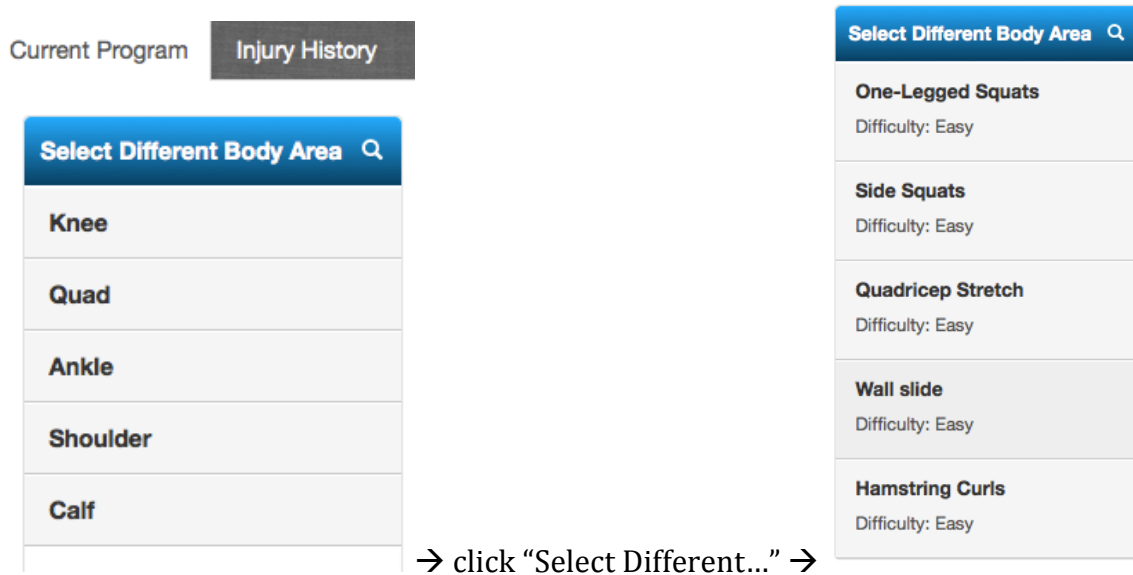 Current Program
Injury History
Select Different Body Area
Knee
Quad
Ankle
Shoulder
Calf
→ click “Select Different...” →
Select Different Body Area
One-Legged Squats
Difficulty: Easy
Side Squats
Difficulty: Easy
Quadricep Stretch
Difficulty: Easy
Wall slide
Difficulty: Easy
Hamstring Curls
Difficulty: Easy